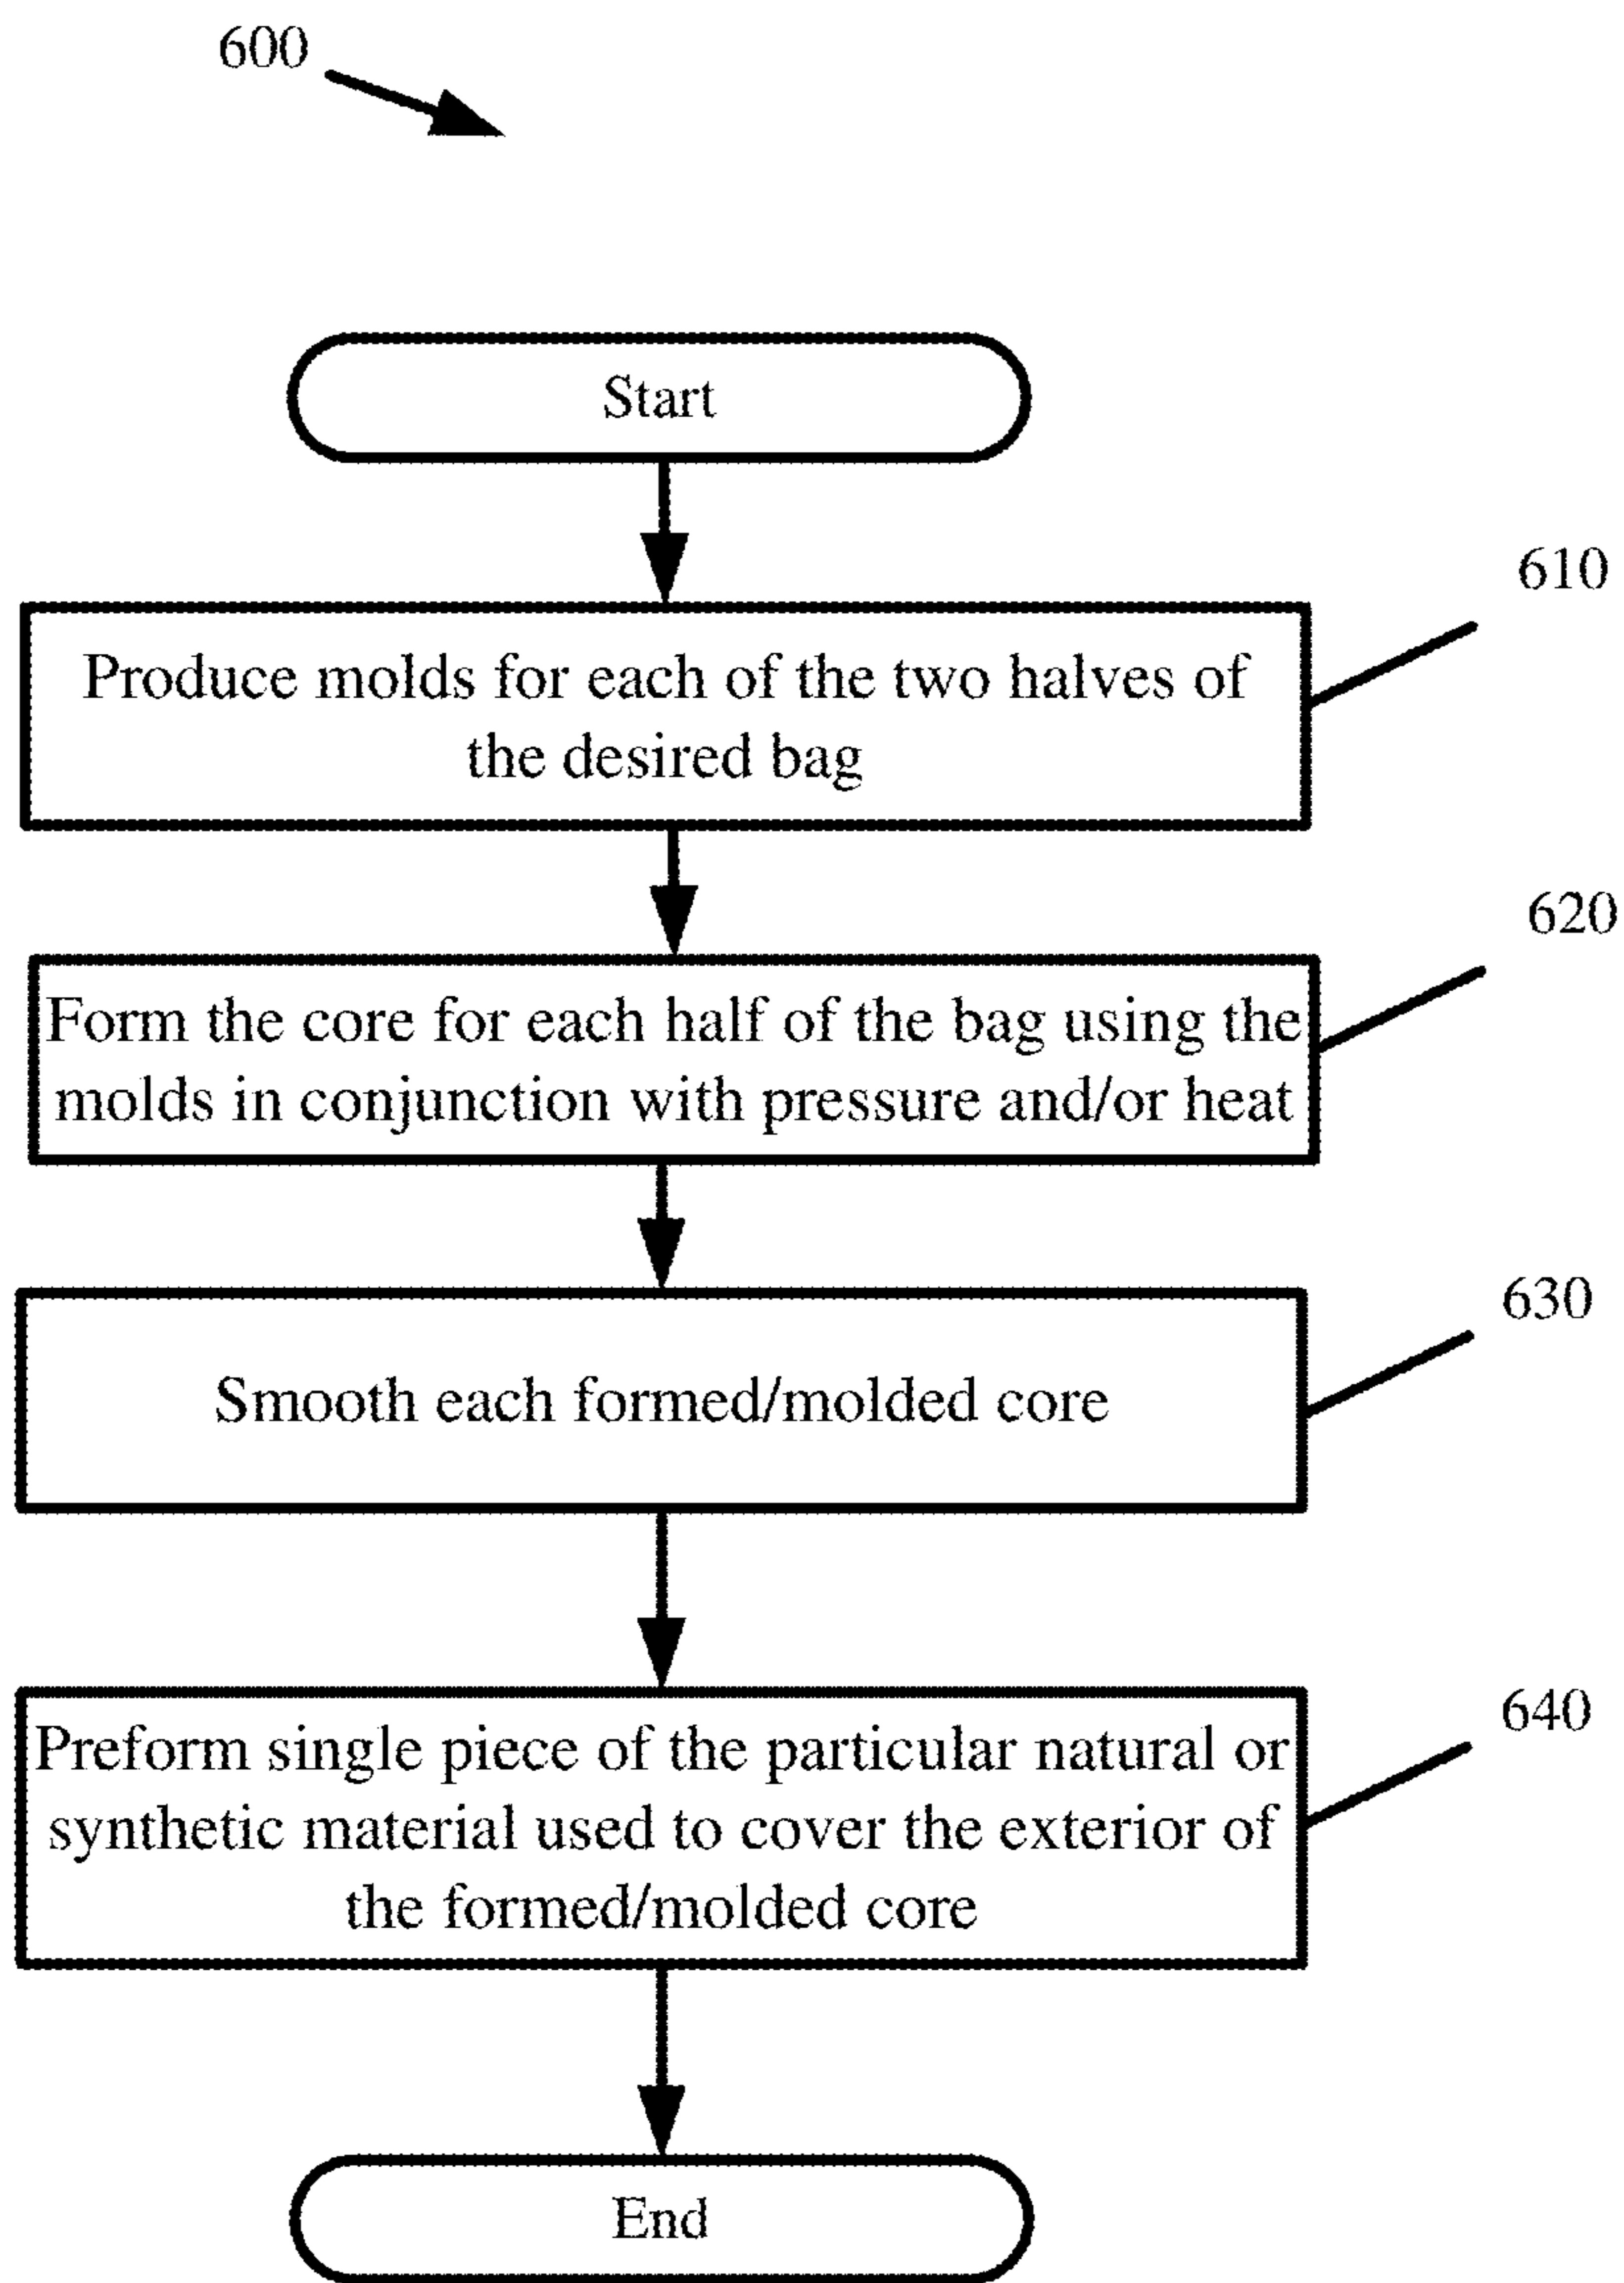 600
Start
610
Produce molds for each of the two halves of
the desired bag
620
Form the core for each half of the bag using the
molds in conjunction with pressure and/or heat
630
Smooth each formed/molded core
640
Preform single piece of the particular natural or
synthetic material used to cover the exterior of
the formed/molded core
End